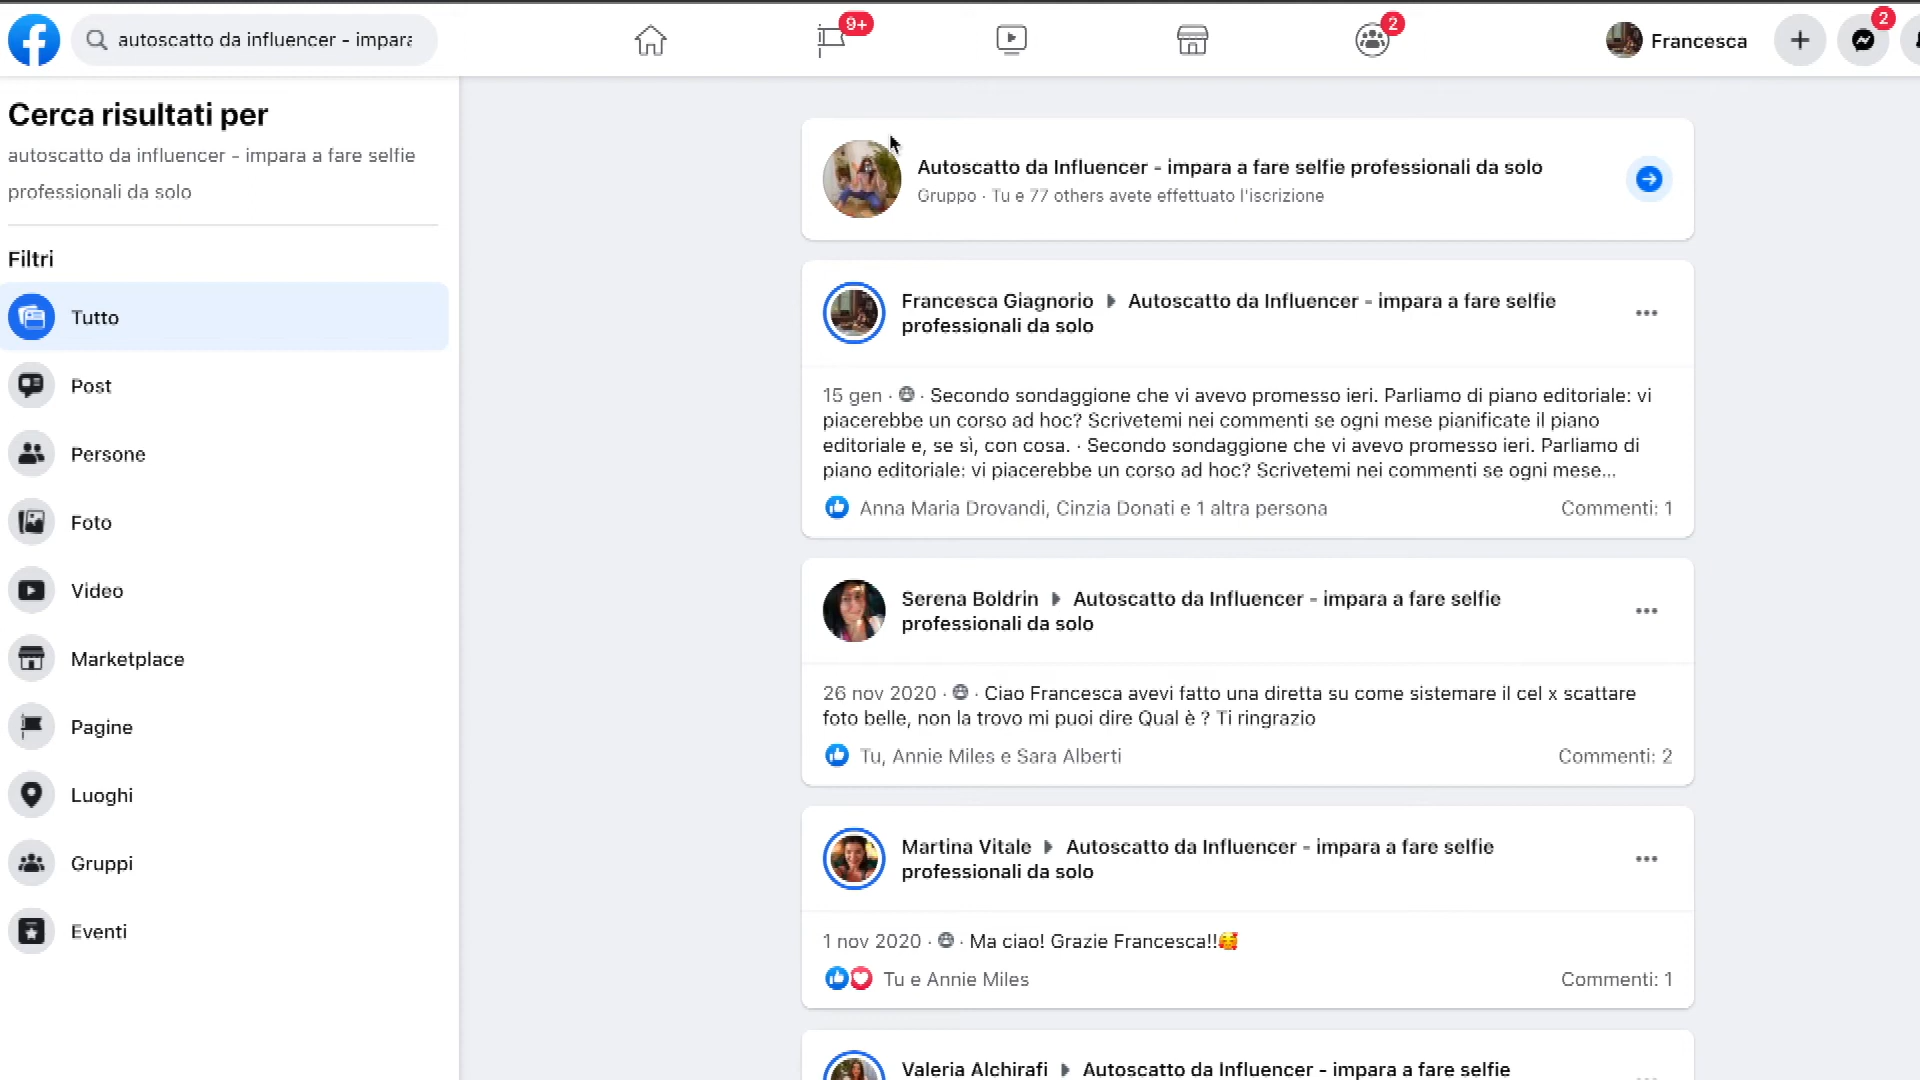 autoscatto da influencer - impara
9+
2
Francesca
2
Cerca risultati per
autoscatto da influencer - impara a fare selfie
professionali da solo
Filtri
Tutto
Post
Persone
Foto
Video
Marketplace
Pagine
Luoghi
Gruppi
Eventi
Autoscatto da Influencer - impara a fare selfie professionali da solo
Gruppo · Tu e 77 others avete effettuato l'iscrizione
Francesca Giagnorio ▶ Autoscatto da Influencer - impara a fare selfie
professionali da solo
15 gen · · Secondo sondaggione che vi avevo promesso ieri. Parliamo di piano editoriale: vi
piacerebbe un corso ad hoc? Scrivetemi nei commenti se ogni mese pianificate il piano
editoriale e, se sì, con cosa. · Secondo sondaggione che vi avevo promesso ieri. Parliamo di
piano editoriale: vi piacerebbe un corso ad hoc? Scrivetemi nei commenti se ogni mese...
Anna Maria Drovandi, Cinzia Donati e 1 altra persona
Commenti: 1
Serena Boldrin ▶ Autoscatto da Influencer - impara a fare selfie
professionali da solo
26 nov 2020 · · Ciao Francesca avevi fatto una diretta su come sistemare il cel x scattare
foto belle, non la trovo mi puoi dire Qual è ? Ti ringrazio
Tu, Annie Miles e Sara Alberti
Commenti: 2
Martina Vitale ▶ Autoscatto da Influencer - impara a fare selfie
professionali da solo
1 nov 2020 · · Ma ciao! Grazie Francesca!!🥰
Tu e Annie Miles
Commenti: 1
Valeria Alchirafi ▶ Autoscatto da Influencer - impara a fare selfie